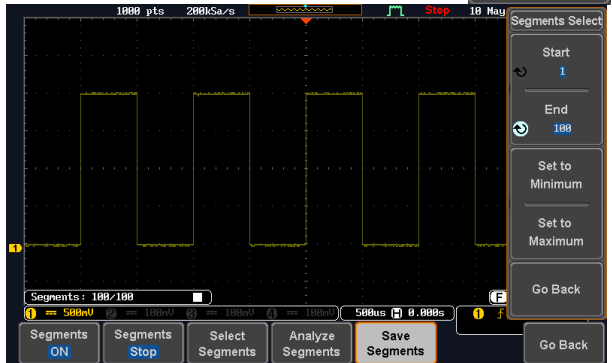 1000 pts 200kSa/s Stop 10 May
Segments Select
Start
1
End
100
Set to
Minimum
Set to
Maximum
Go Back
1
Segments: 100/100
F
1 500mV 2 100mV 3 100mV 4 100mV 500us H 0.000s 1
Segments
ON
Segments
Stop
Select
Segments
Analyze
Segments
Save
Segments
Go Back